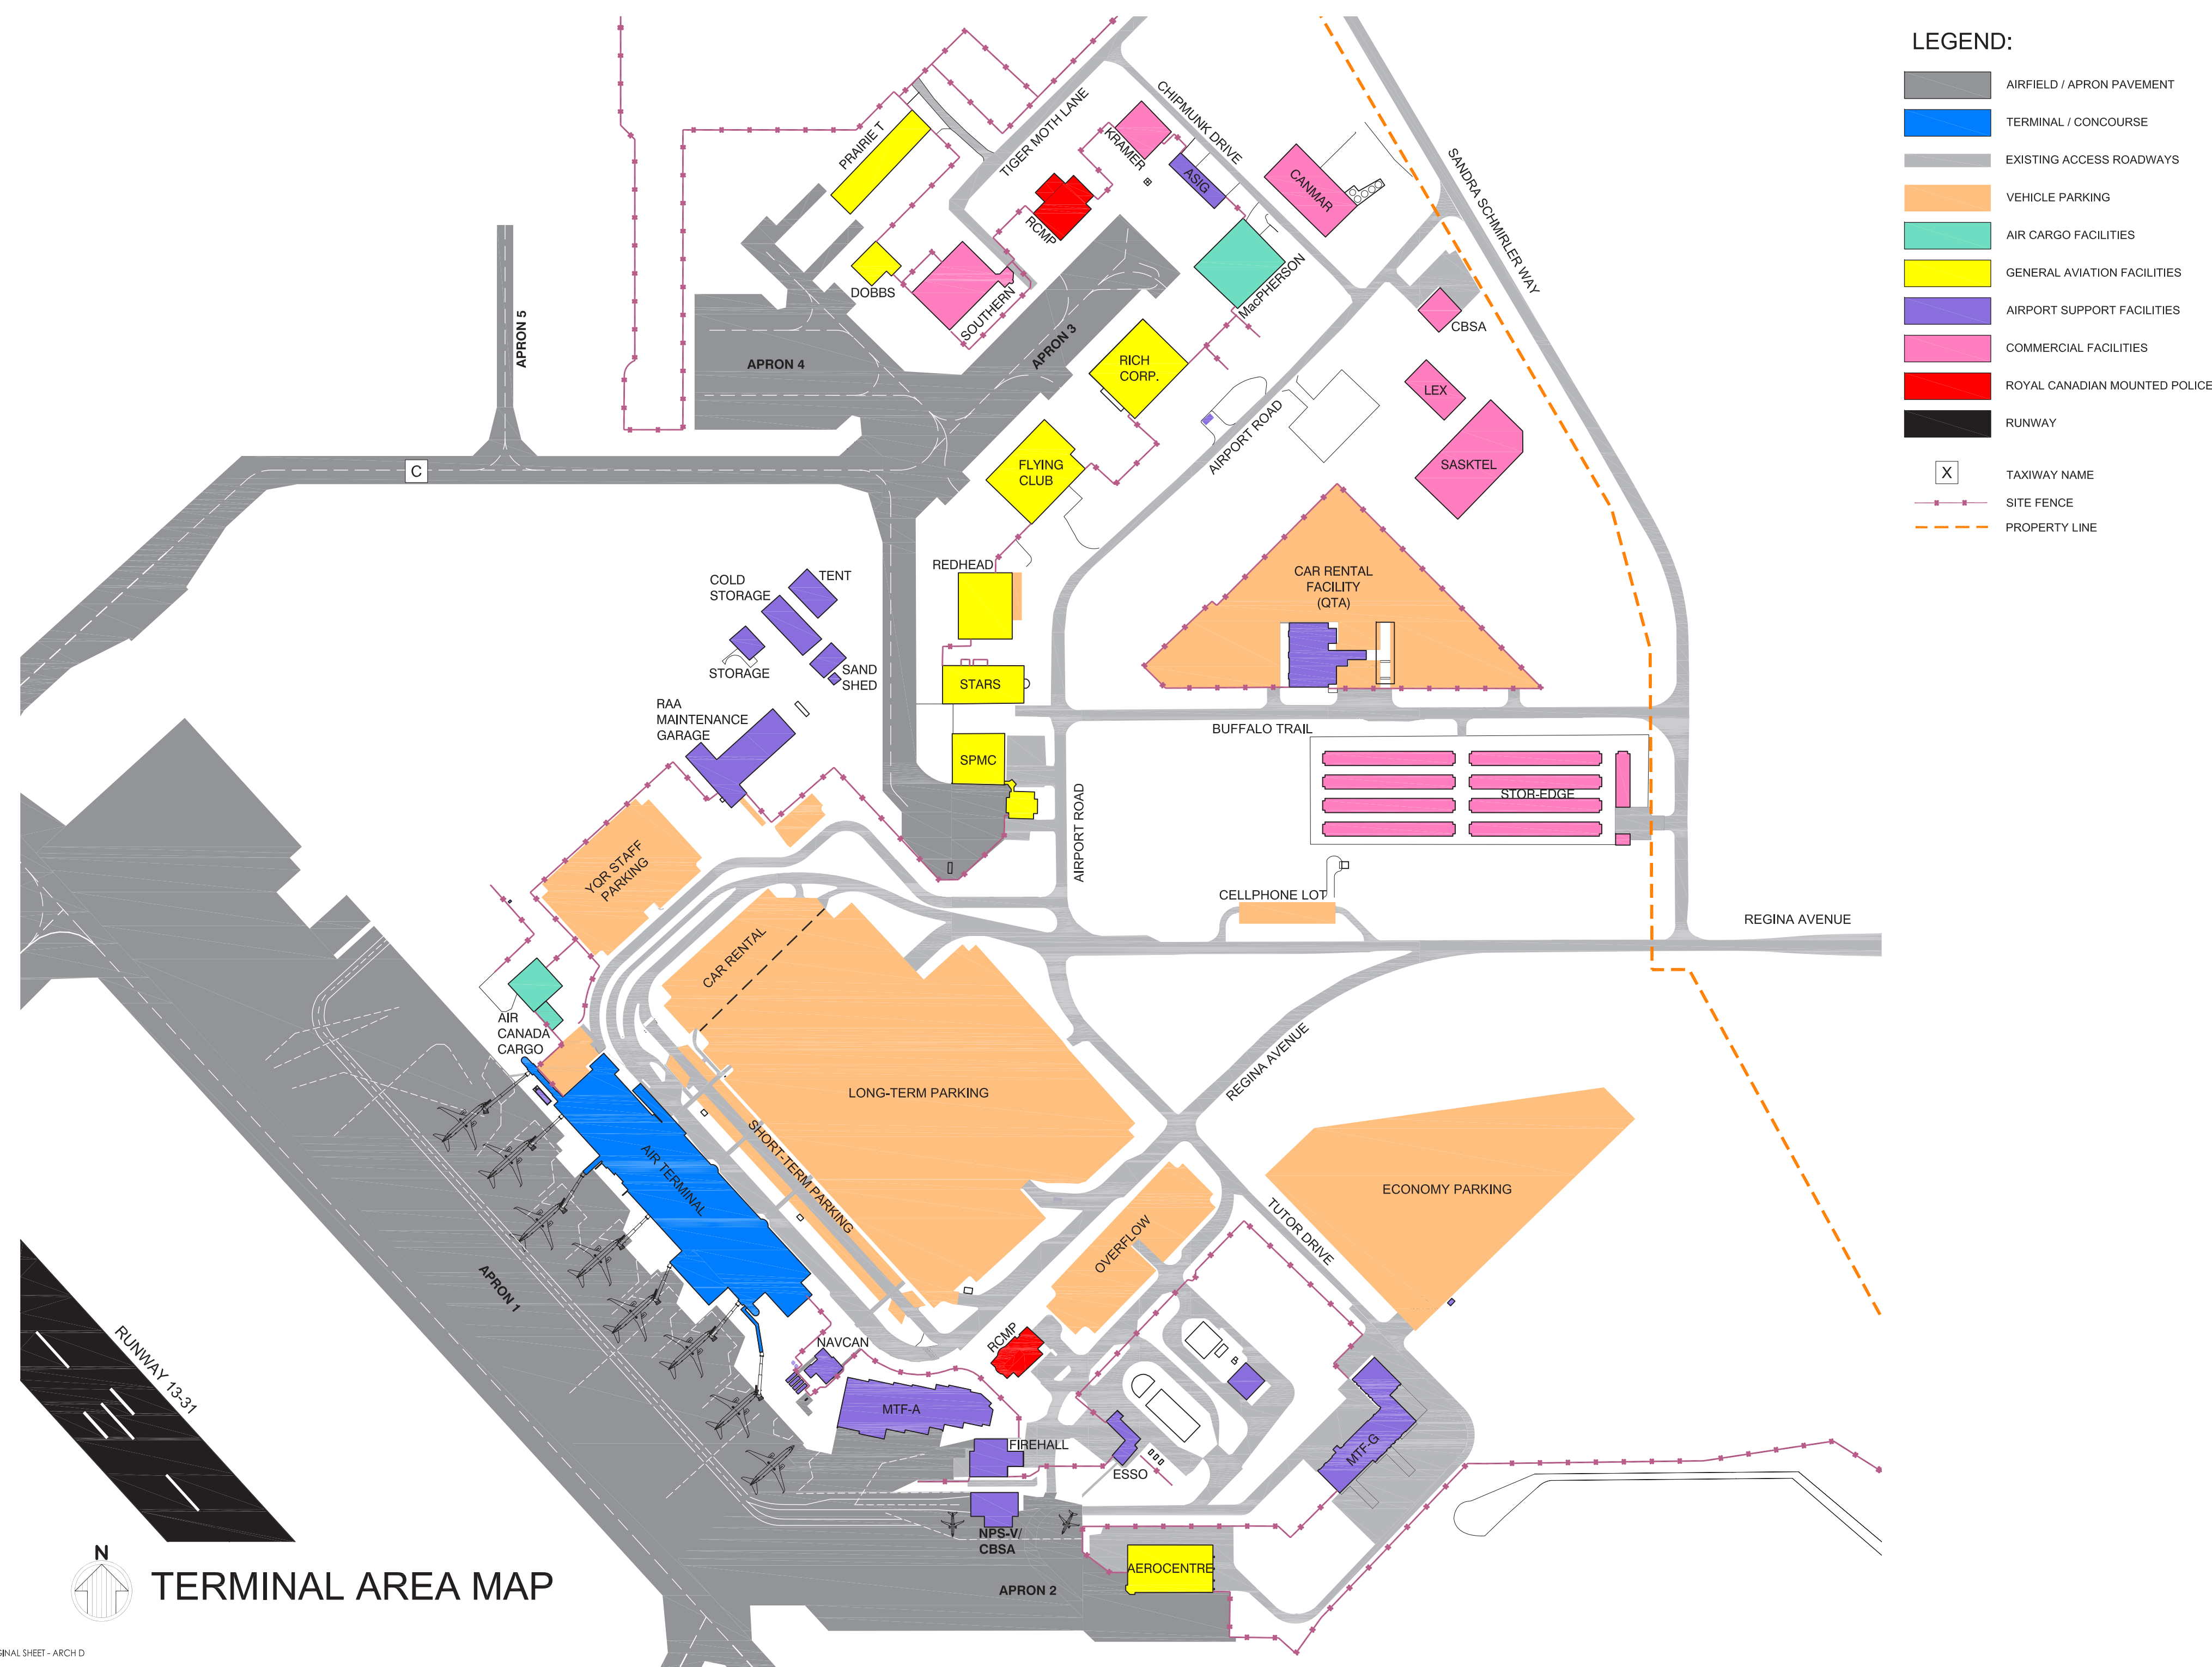 LEGEND:
AIRFIELD / APRON PAVEMENT
TERMINAL / CONCOURSE
EXISTING ACCESS ROADWAYS
VEHICLE PARKING
AIR CARGO FACILITIES
GENERAL AVIATION FACILITIES
AIRPORT SUPPORT FACILITIES
COMMERCIAL FACILITIES
ROYAL CANADIAN MOUNTED POLICE
RUNWAY
X
TAXIWAY NAME
SITE FENCE
PROPERTY LINE
PRAIRIE T
TIGER MOTH LANE
CHIPMUNK DRIVE
KRAMER
ASIG
CANMAR
SANDRA SCHMIRLER WAY
RCMP
DOBBS
SOUTHERN
MacPHERSON
CBSA
APRON 5
APRON 4
APRON 3
RICH
CORP.
LEX
AIRPORT ROAD
SASKTEL
C
FLYING
CLUB
REDHEAD
COLD
STORAGE
TENT
STORAGE
SAND
SHED
STARS
CAR RENTAL
FACILITY
(QTA)
RAA
MAINTENANCE
GARAGE
BUFFALO TRAIL
SPMC
STOR-EDGE
AIRPORT ROAD
YQR STAFF
PARKING
CELLPHONE LOT
REGINA AVENUE
CAR RENTAL
AIR
CANADA
CARGO
LONG-TERM PARKING
REGINA AVENUE
SHORT-TERM PARKING
AIR TERMINAL
ECONOMY PARKING
TUTOR DRIVE
OVERFLOW
APRON 1
RUNWAY 13-31
NAVCAN
RCMP
MTF-A
FIREHALL
ESSO
MTF-G
NPS-V/
CBSA
AEROCENTRE
APRON 2
N
TERMINAL AREA MAP
GINAL SHEET - ARCH D